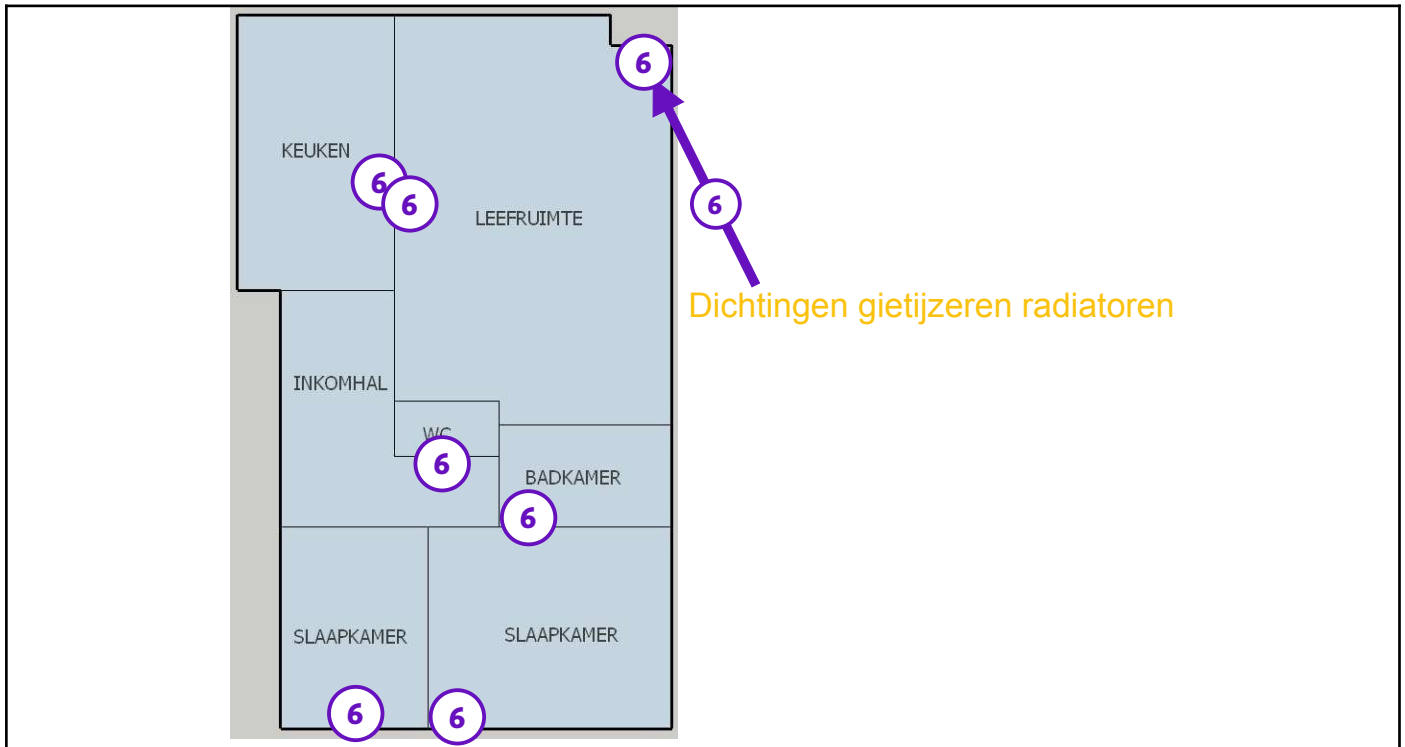 6
KEUKEN
6
6
6
LEEFRUIMTE
Dichtingen gietijzeren radiatoren
INKOMHAL
WC
6
BADKAMER
6
SLAAPKAMER
SLAAPKAMER
6
6